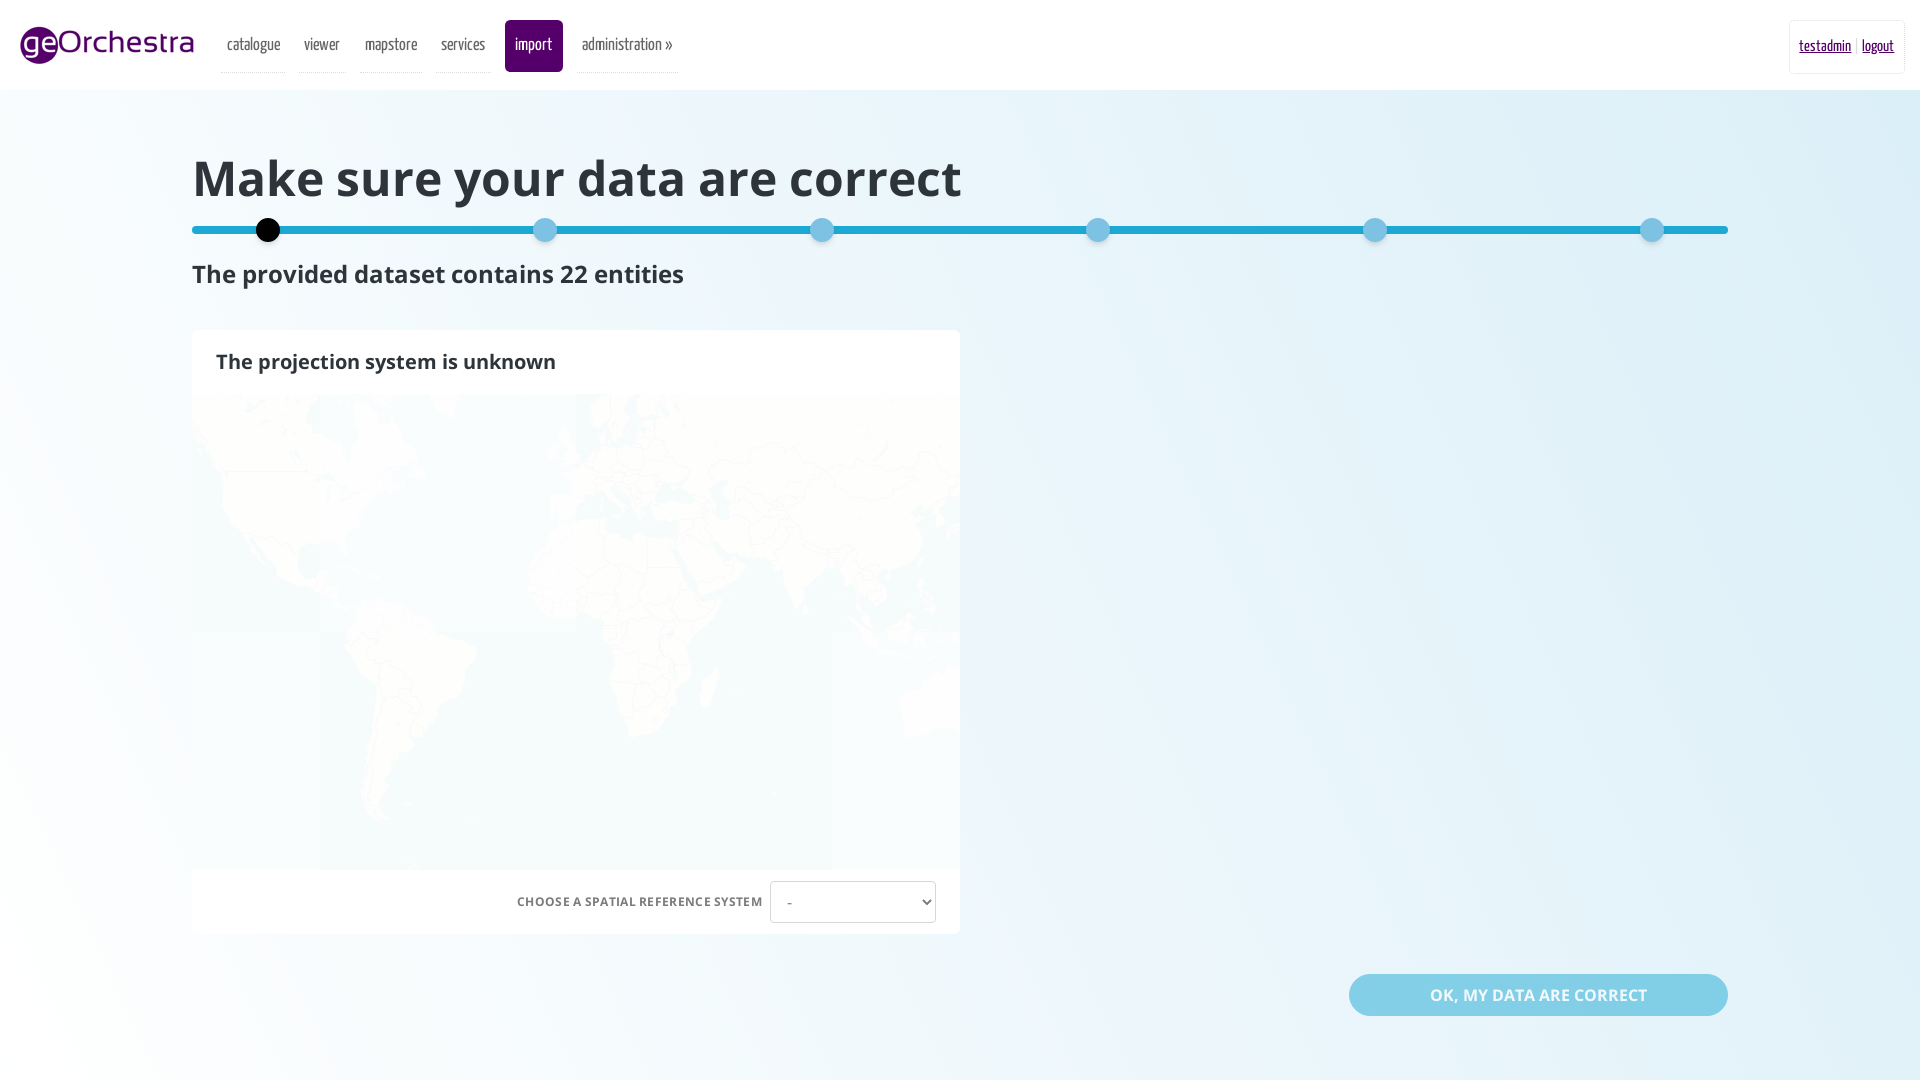 geOrchestra
catalogue
viewer
mapstore
services
import
administration »
testadmin | logout
Make sure your data are correct
The provided dataset contains 22 entities
The projection system is unknown
CHOOSE A SPATIAL REFERENCE SYSTEM
-
OK, MY DATA ARE CORRECT